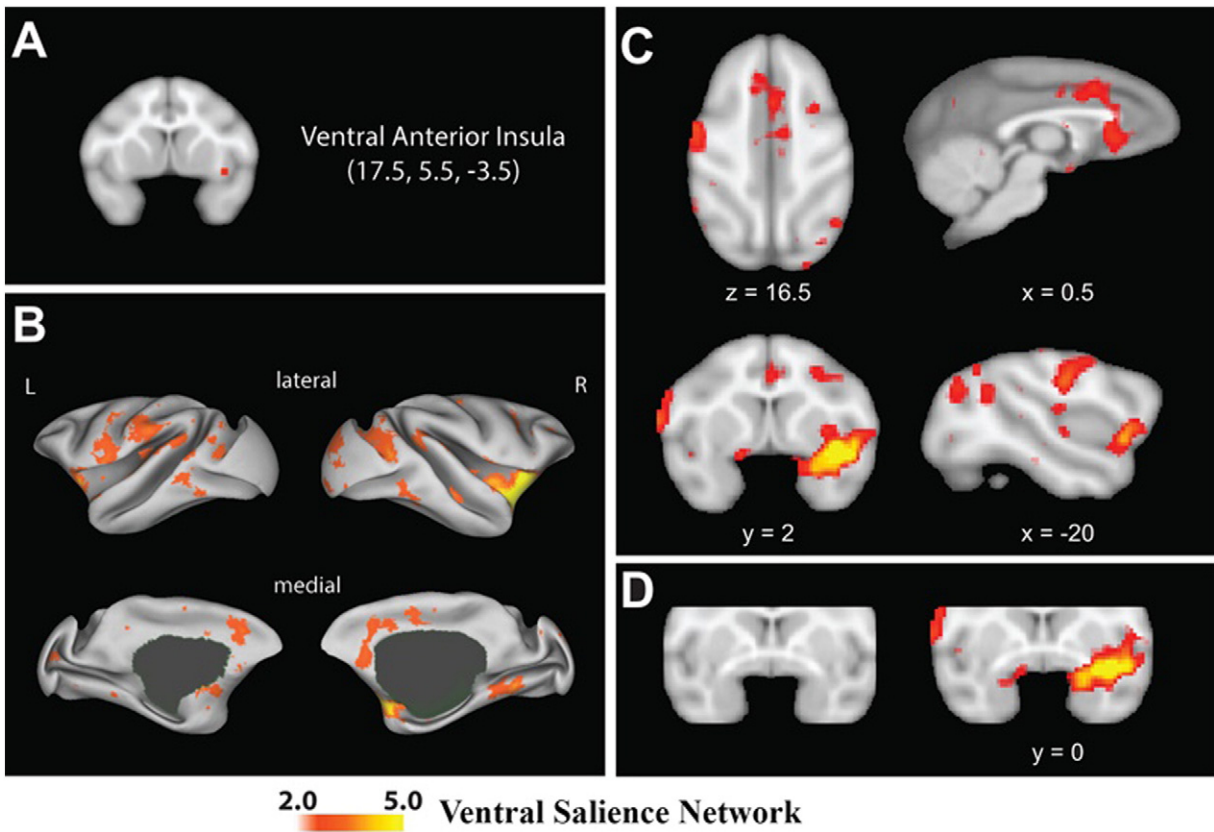 A
Ventral Anterior Insula
(17.5, 5.5, -3.5)
B
L
lateral
R
medial
C
z = 16.5
x = 0.5
y = 2
x = -20
D
y = 0
2.0 5.0 Ventral Salience Network